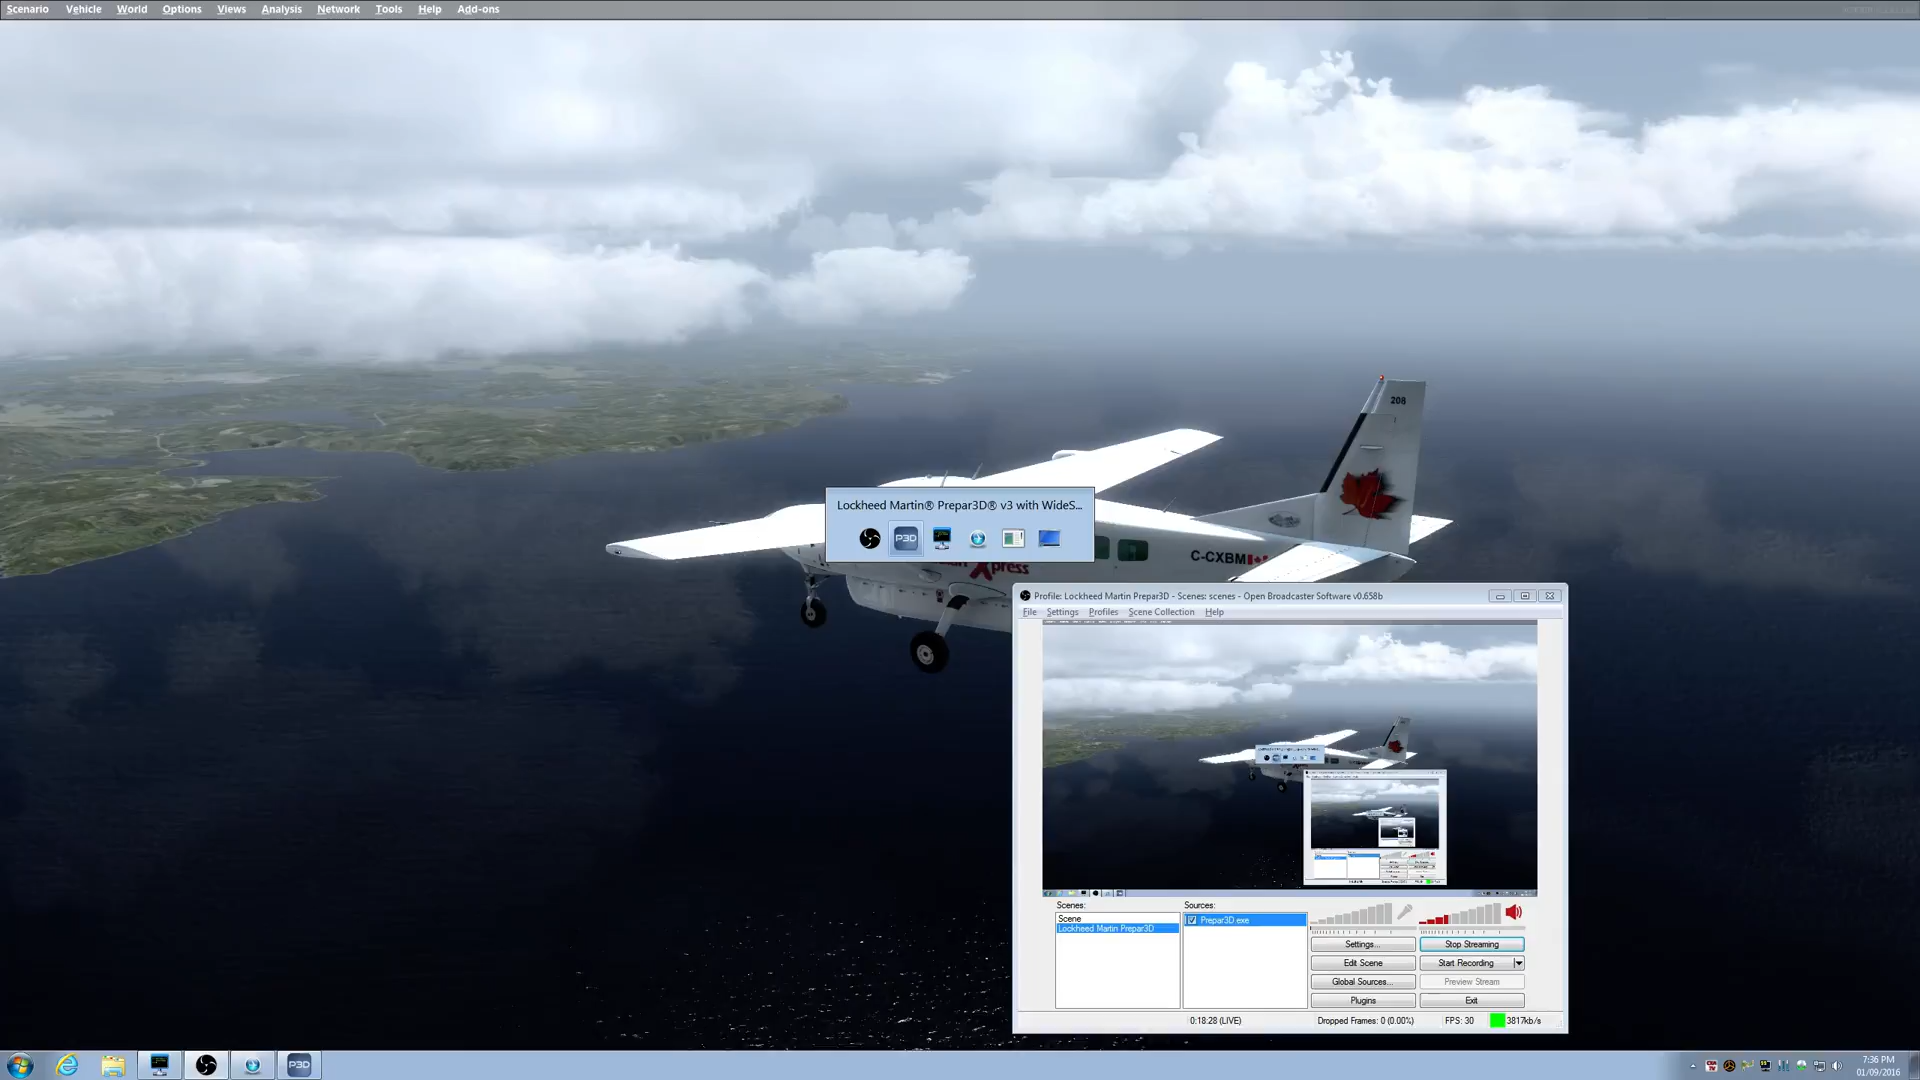 Scenario Vehicle World Options Views Analysis Network Tools Help Add-ons
208
Lockheed Martin® Prepar3D® v3 with WideS...
P3D
C-CXBM
Xpress
Profile: Lockheed Martin Prepar3D - Scenes: scenes - Open Broadcaster Software v0.658b
File Settings Profiles Scene Collection Help
Scenes:
Scene
Lockheed Martin Prepar3D
Sources:
Prepar3D exe
Settings...
Stop Streaming
Edit Scene
Start Recording
Global Sources...
Preview Stream
Plugins
Exit
0:18:28 (LIVE)
Dropped Frames: 0 (0.00%)
FPS: 30
3817kb/s
P3D
7:36 PM
01/09/2016